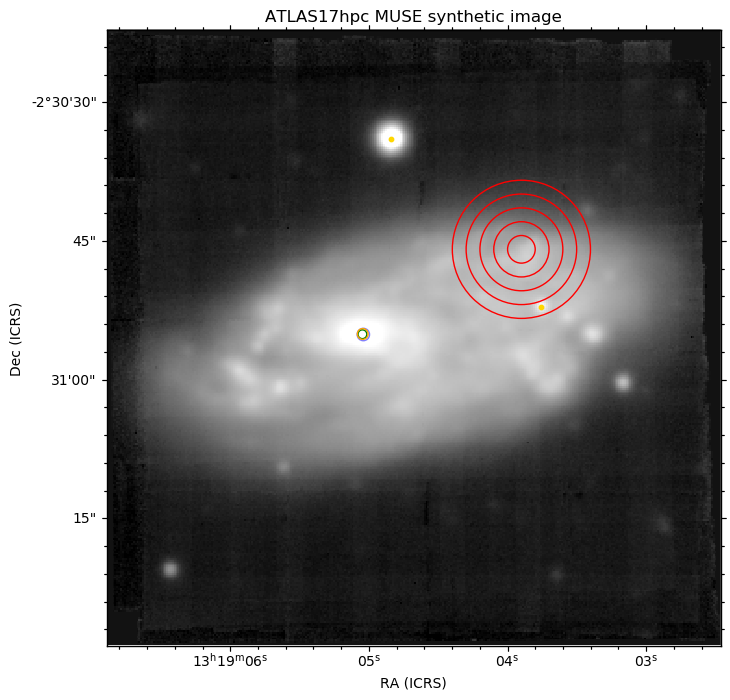 ATLAS17hpc MUSE synthetic image
-2°30'30"
45"
31'00"
15"
Dec (ICRS)
13ʰ19ᵐ06ˢ 05ˢ 04ˢ 03ˢ
RA (ICRS)